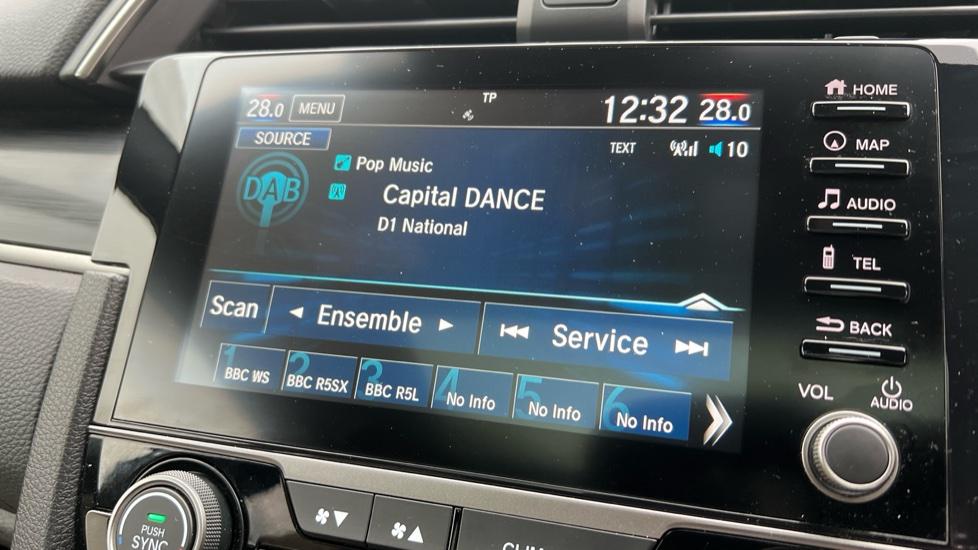 28.0 MENU TP 12:32 28.0
SOURCE TEXT 10
DAB Pop Music
Capital DANCE
D1 National
Scan Ensemble Service
1 BBC WS 2 BBC R5SX 3 BBC R5L 4 No Info 5 No Info 6 No Info
HOME
MAP
AUDIO
TEL
BACK
VOL AUDIO
PUSH
SYNC